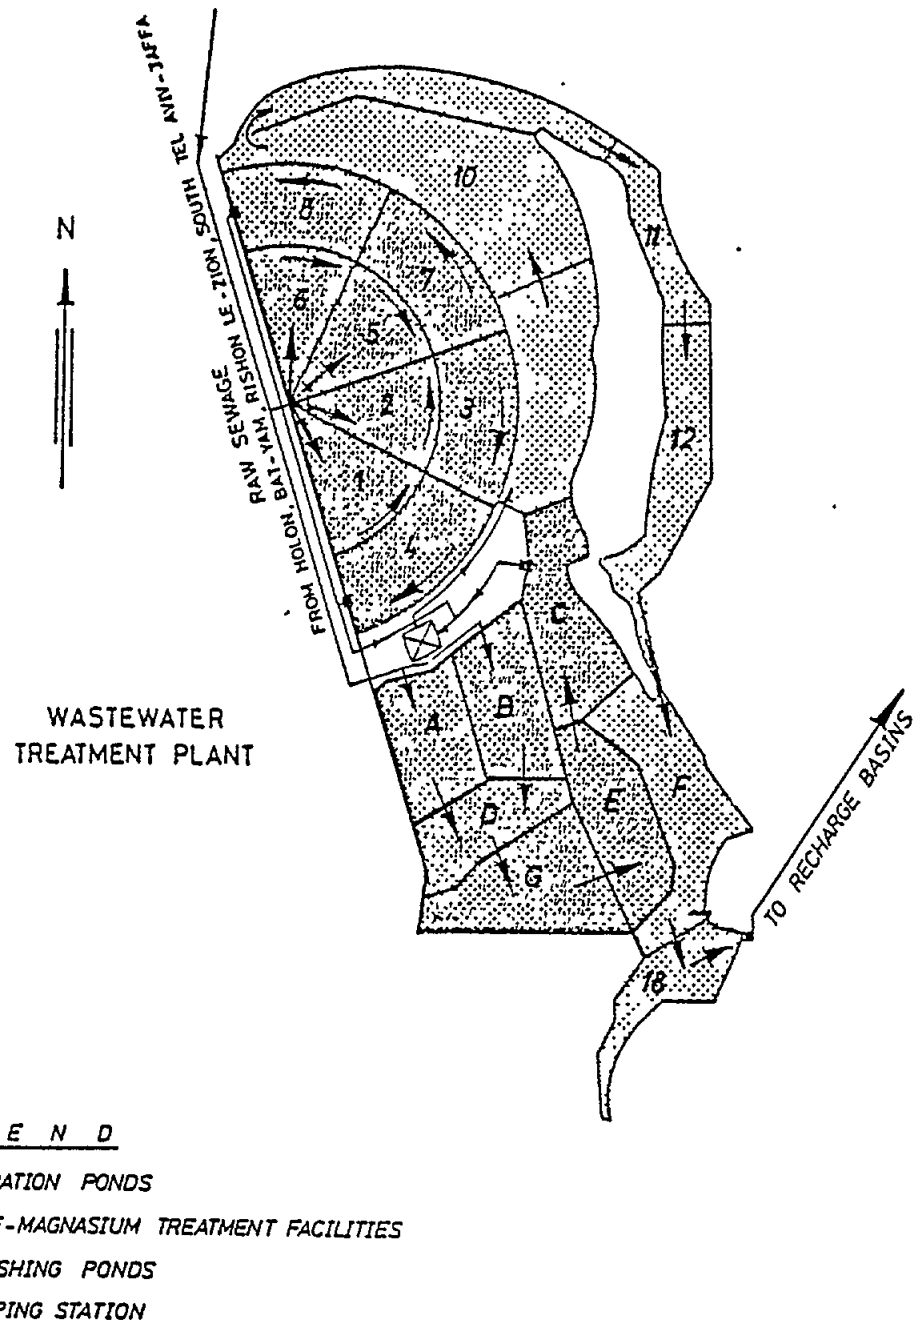 RAW SEWAGE
FROM HOLON, BAT-YAM, RISHON LE-ZION, SOUTH TEL AVIV-JAFFA
N
10
8
11
7
6
5
2
3
12
1
4
C
WASTEWATER
TREATMENT PLANT
A
B
F
E
D
G
TO RECHARGE BASINS
18
E N D
ATION PONDS
-MAGNASIUM TREATMENT FACILITIES
SHING PONDS
PING STATION